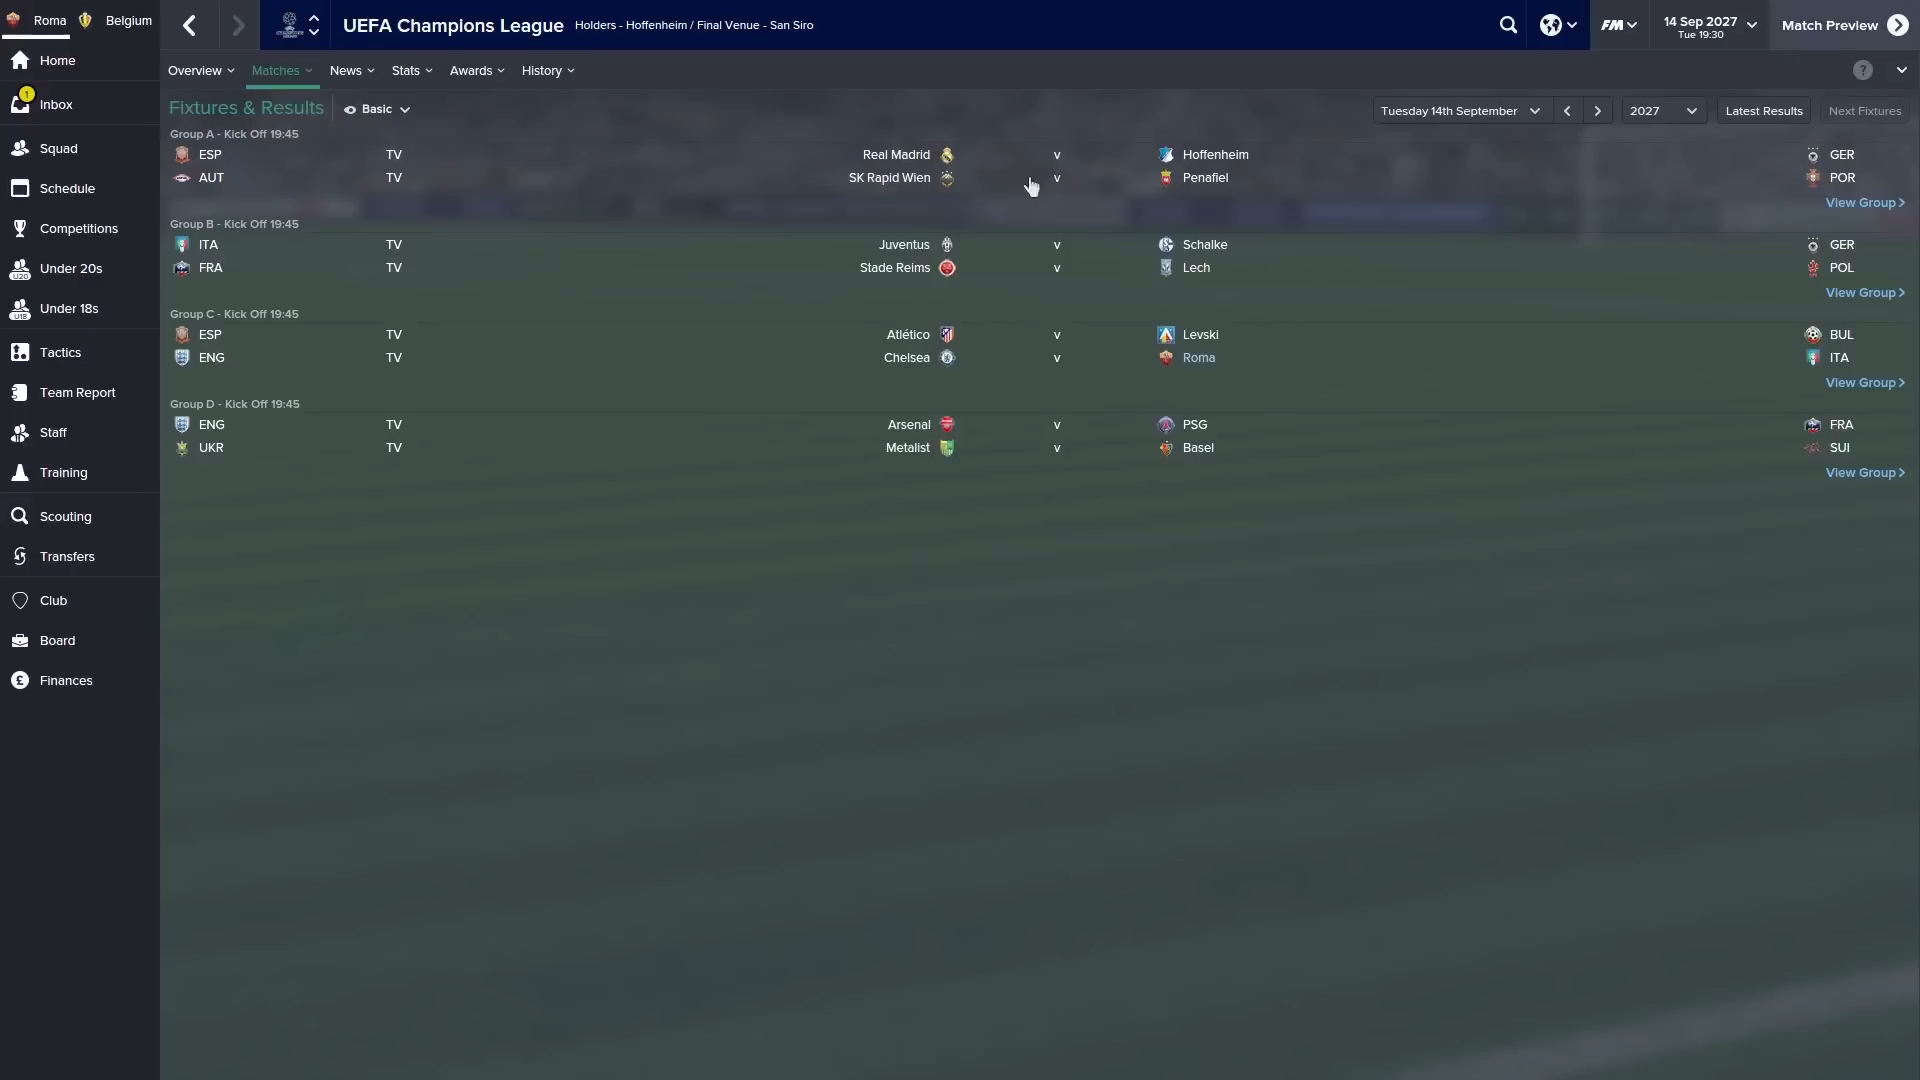 Roma Belgium UEFA Champions League Holders - Hoffenheim / Final Venue - San Siro FM 14 Sep 2027 Match Preview
Tue 19:30
Home
Overview Matches News Stats Awards History ?
1
Inbox
Fixtures & Results Basic Tuesday 14th September 2027 Latest Results Next Fixtures
Group A - Kick Off 19:45
Squad
ESP TV Real Madrid v Hoffenheim GER
AUT TV SK Rapid Wien v Penafiel POR
Schedule
View Group
Group B - Kick Off 19:45
Competitions
ITA TV Juventus v Schalke GER
FRA TV Stade Reims v Lech POL
Under 20s
U20
View Group
Under 18s
U18
Group C - Kick Off 19:45
ESP TV Atlético v Levski BUL
Tactics
ENG TV Chelsea v Roma ITA
View Group
Team Report
Group D - Kick Off 19:45
ENG TV Arsenal v PSG FRA
Staff
UKR TV Metalist v Basel SUI
Training
View Group
Scouting
Transfers
Club
Board
£ Finances